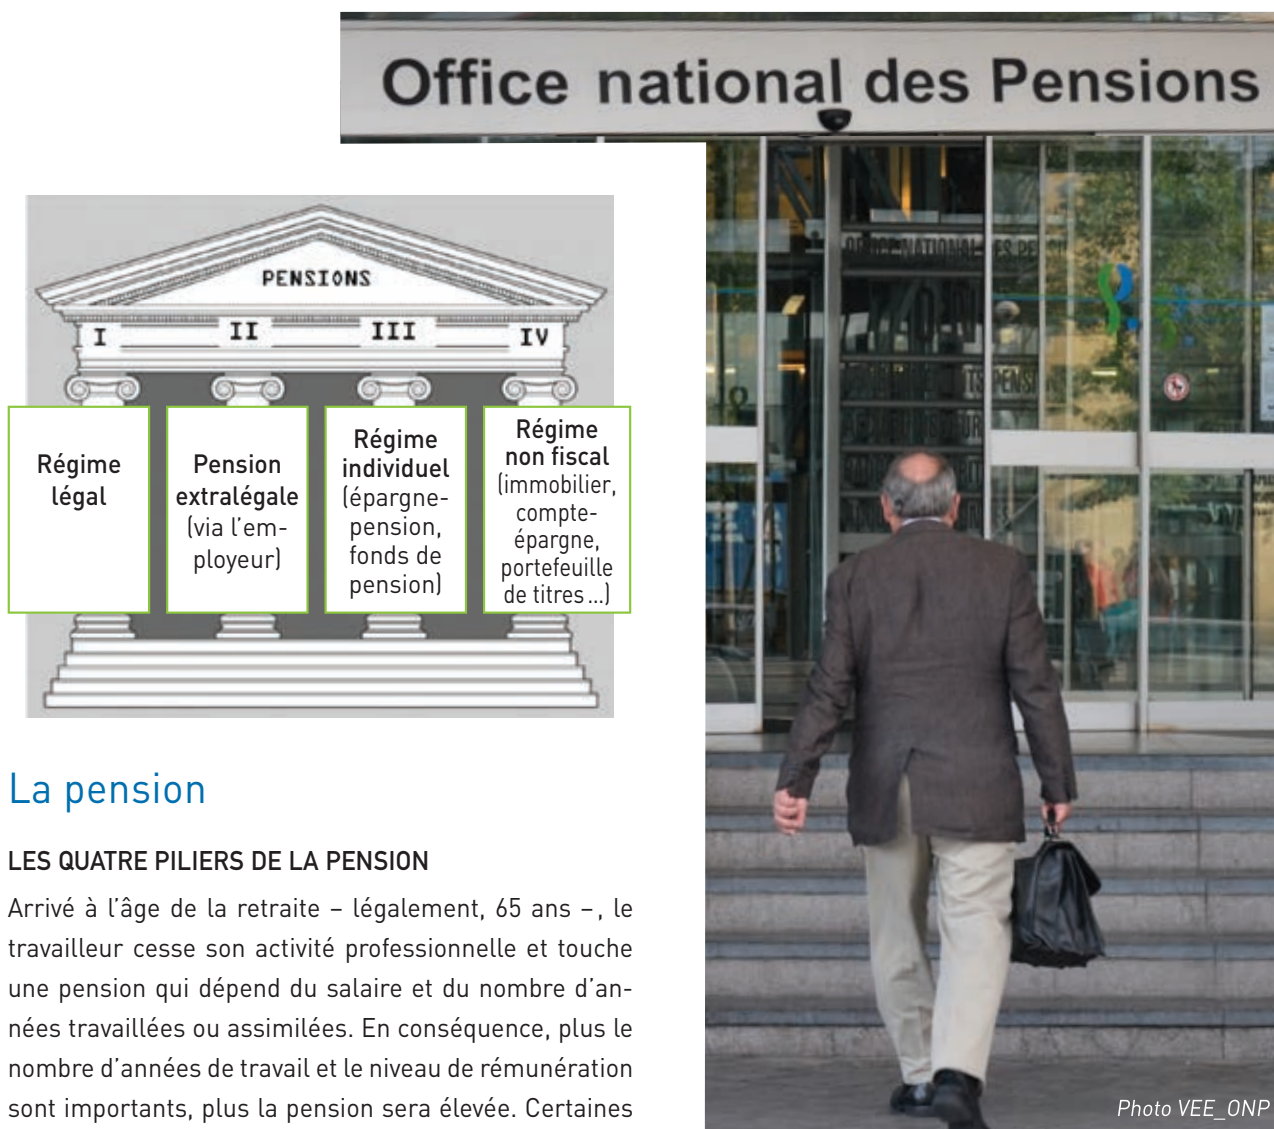 Office national des Pensions
OFFICE NATIONAL DES
PENSIONS
I II III IV
Régime
légal
Pension
extralégale
(via l'em-
ployeur)
Régime
individuel
(épargne-
pension,
fonds de
pension)
Régime
non fiscal
(immobilier,
compte-
épargne,
portefeuille
de titres...)
La pension
LES QUATRE PILIERS DE LA PENSION
Arrivé à l'âge de la retraite – légalement, 65 ans –, le
travailleur cesse son activité professionnelle et touche
une pension qui dépend du salaire et du nombre d'an-
nées travaillées ou assimilées. En conséquence, plus le
nombre d'années de travail et le niveau de rémunération
sont importants, plus la pension sera élevée. Certaines
Photo VEE_ONP